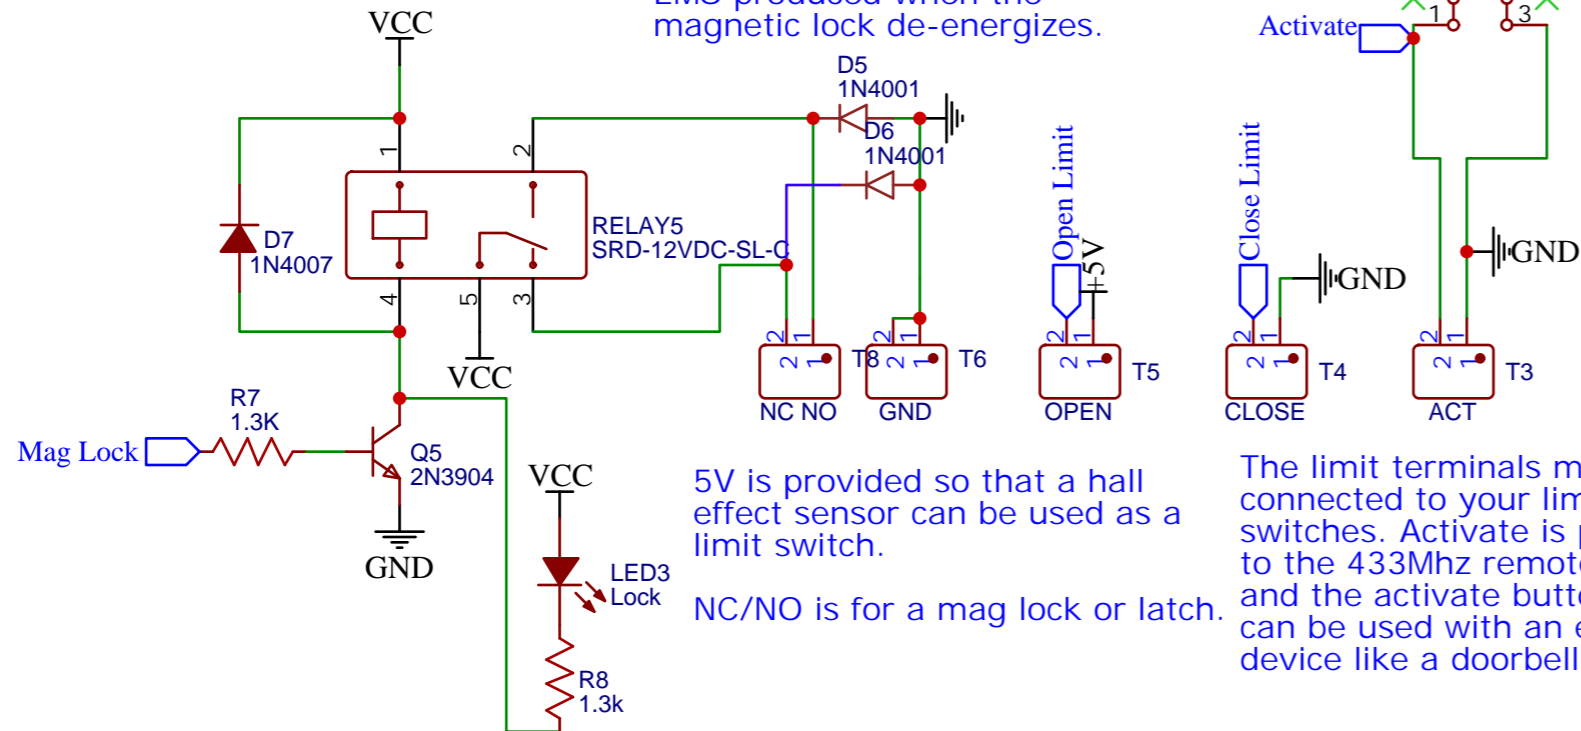 magnetic lock de-energizes.
VCC
D5
1N4001
D6
1N4001
1
2
RELAY5
SRD-12VDC-SL-C
D7
1N4007
4
5
3
VCC
R7
1.3K
Mag Lock
Q5
2N3904
GND
VCC
LED3
Lock
R8
1.3k
2 1
2 1
T8
NC NO
2 1
2 1
T6
GND
Open Limit
+5V
2 1
2 1
T5
OPEN
Close Limit
GND
2 1
2 1
T4
CLOSE
Activate
1
3
GND
2 1
2 1
T3
ACT
5V is provided so that a hall
effect sensor can be used as a
limit switch.
NC/NO is for a mag lock or latch.
The limit terminals
connected to your
switches. Activate is
to the 433Mhz
and the activate
can be used with an
device like a doorbell